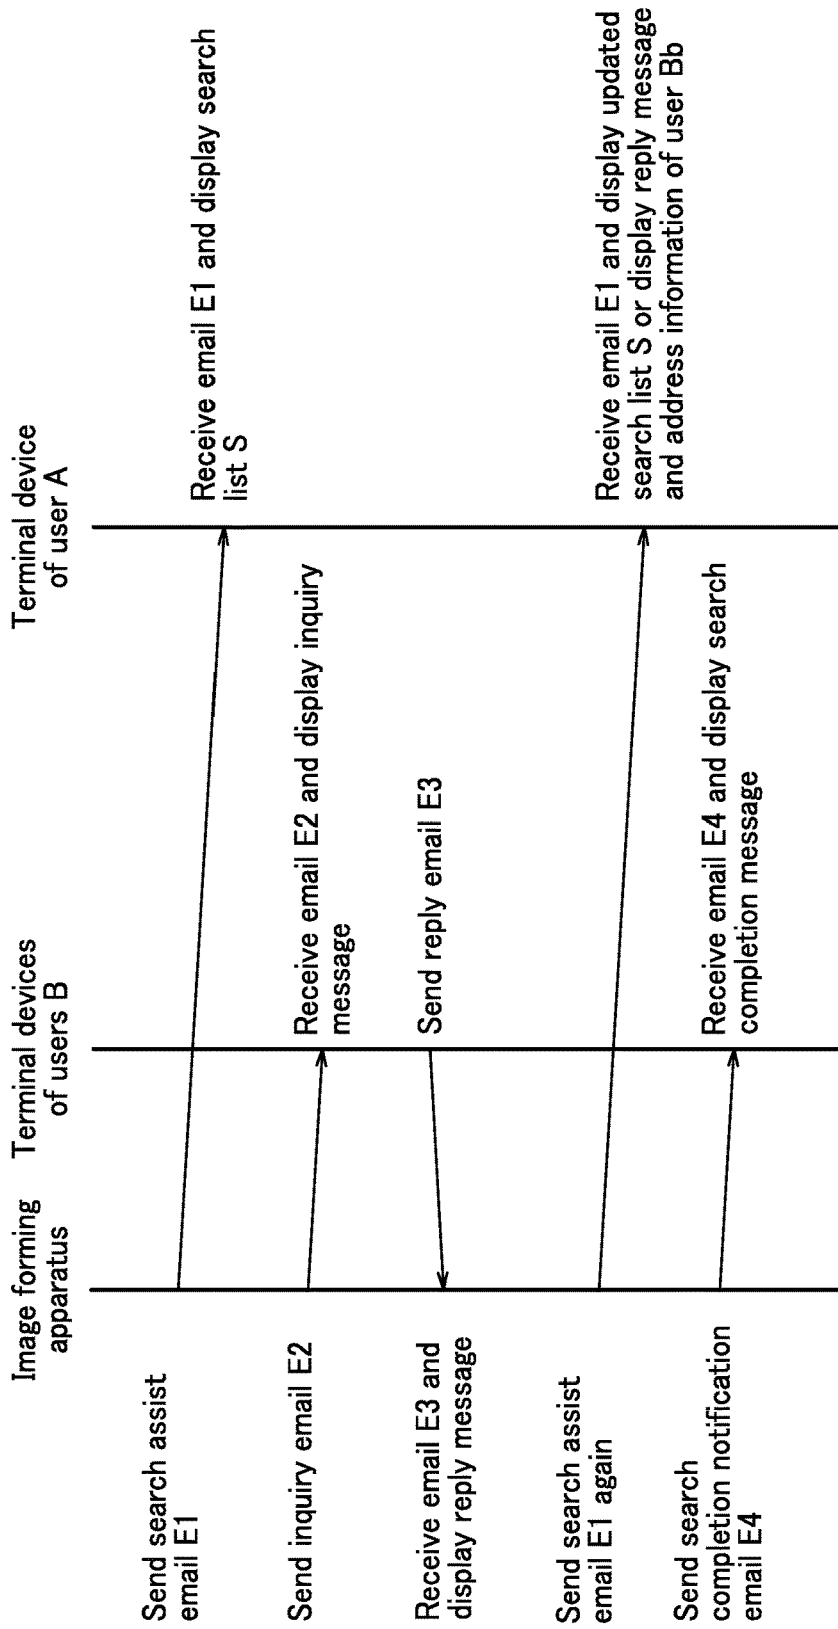 Image forming
apparatus
Terminal devices
of users B
Terminal device
of user A
Send search assist
email E1
Receive email E1 and display search
list S
Send inquiry email E2
Receive email E2 and display inquiry
message
Receive email E3 and
display reply message
Send reply email E3
Send search assist
email E1 again
Receive email E1 and display updated
search list S or display reply message
and address information of user Bb
Send search
completion notification
email E4
Receive email E4 and display search
completion message